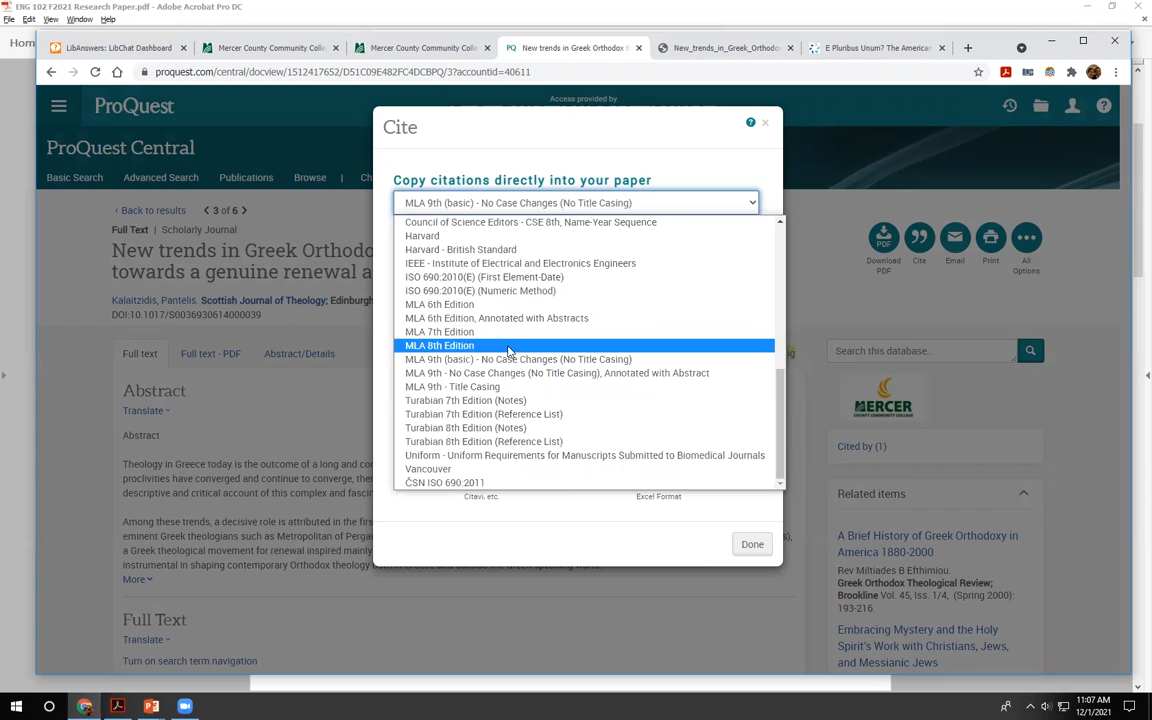 ENG 102 F2021 Research Paper.pdf - Adobe Acrobat Pro DC
File Edit View Window Help
Hom
LibAnswers: LibChat Dashboard
Mercer County Community Colle
Mercer County Community Colle
PQ New trends in Greek Orthodox
New_trends_in_Greek_Orthodo
E Pluribus Unum? The American
proquest.com/central/docview/1512417652/D51C09E482FC4DCBPQ/3?accountid=40611
Access provided by
ProQuest
ProQuest Central
Basic Search Advanced Search Publications Browse Ch
Cite
Copy citations directly into your paper
MLA 9th (basic) - No Case Changes (No Title Casing)
Council of Science Editors - CSE 8th, Name-Year Sequence
Harvard
Harvard - British Standard
IEEE - Institute of Electrical and Electronics Engineers
ISO 690:2010(E) (First Element-Date)
ISO 690:2010(E) (Numeric Method)
MLA 6th Edition
MLA 6th Edition, Annotated with Abstracts
MLA 7th Edition
MLA 8th Edition
MLA 9th (basic) - No Case Changes (No Title Casing)
MLA 9th - No Case Changes (No Title Casing), Annotated with Abstract
MLA 9th - Title Casing
Turabian 7th Edition (Notes)
Turabian 7th Edition (Reference List)
Turabian 8th Edition (Notes)
Turabian 8th Edition (Reference List)
Uniform - Uniform Requirements for Manuscripts Submitted to Biomedical Journals
Vancouver
ČSN ISO 690:2011
Citavi, etc. Excel Format
Done
Back to results 3 of 6
Full Text | Scholarly Journal
New trends in Greek Orthodo
towards a genuine renewal a
Kalaitzidis, Pantelis. Scottish Journal of Theology; Edinburg
DOI:10.1017/S0036930614000039
Full text Full text - PDF Abstract/Details
Abstract
Translate
Abstract
Theology in Greece today is the outcome of a long and con
proclivities have converged and continue to converge, the
descriptive and critical account of this complex and fascin
Among these trends, a decisive role is attributed in the firs
eminent Greek theologians such as Metropolitan of Pergam
a Greek theological movement for renewal inspired mainly
instrumental in shaping contemporary Orthodox theology
More
Full Text
Translate
Turn on search term navigation
Download PDF
Cite
Email
Print
All Options
Search this database...
MERCER
COUNTY COMMUNITY COLLEGE
Cited by (1)
Related items
A Brief History of Greek Orthodoxy in
America 1880-2000
Rev Miltiades B Efthimiou.
Greek Orthodox Theological Review;
Brookline Vol. 45, Iss. 1/4, (Spring 2000):
193-216.
Embracing Mystery and the Holy
Spirit's Work with Christians, Jews,
and Messianic Jews
11:07 AM
12/1/2021